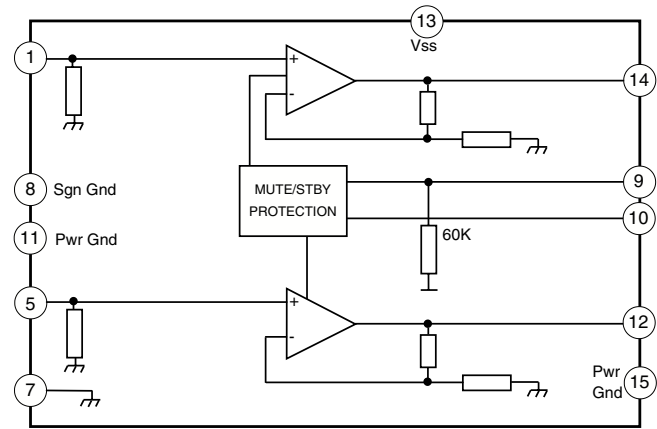 13
Vss
1
+
-
14
8 Sgn Gnd
MUTE/STBY
PROTECTION
9
10
11 Pwr Gnd
60K
5
+
-
12
7
Pwr
Gnd
15